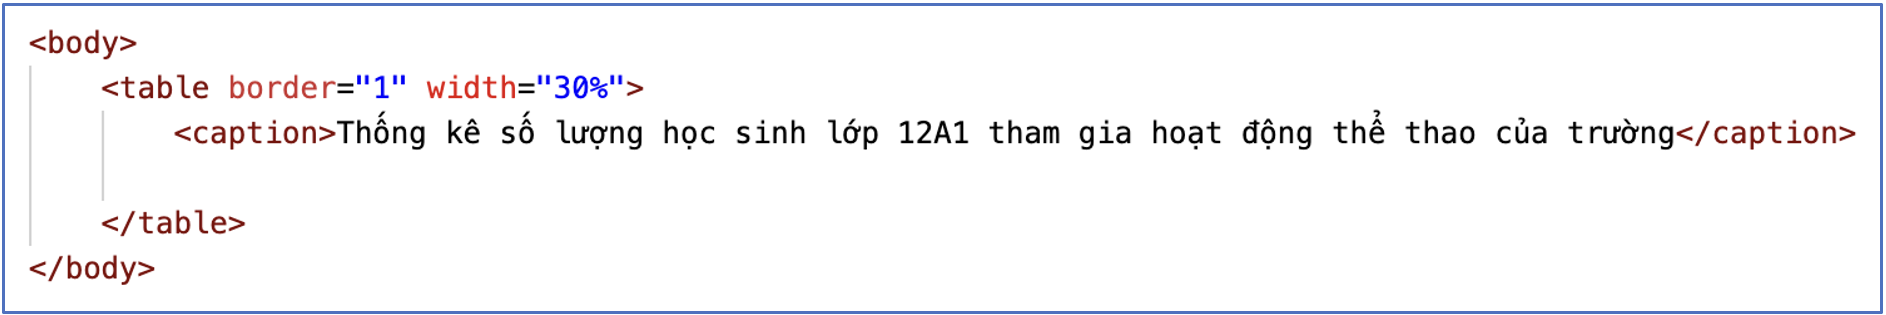 <body>
<table border="1" width="30%">
<caption>Thống kê số lượng học sinh lớp 12A1 tham gia hoạt động thể thao của trường</caption>
</table>
</body>